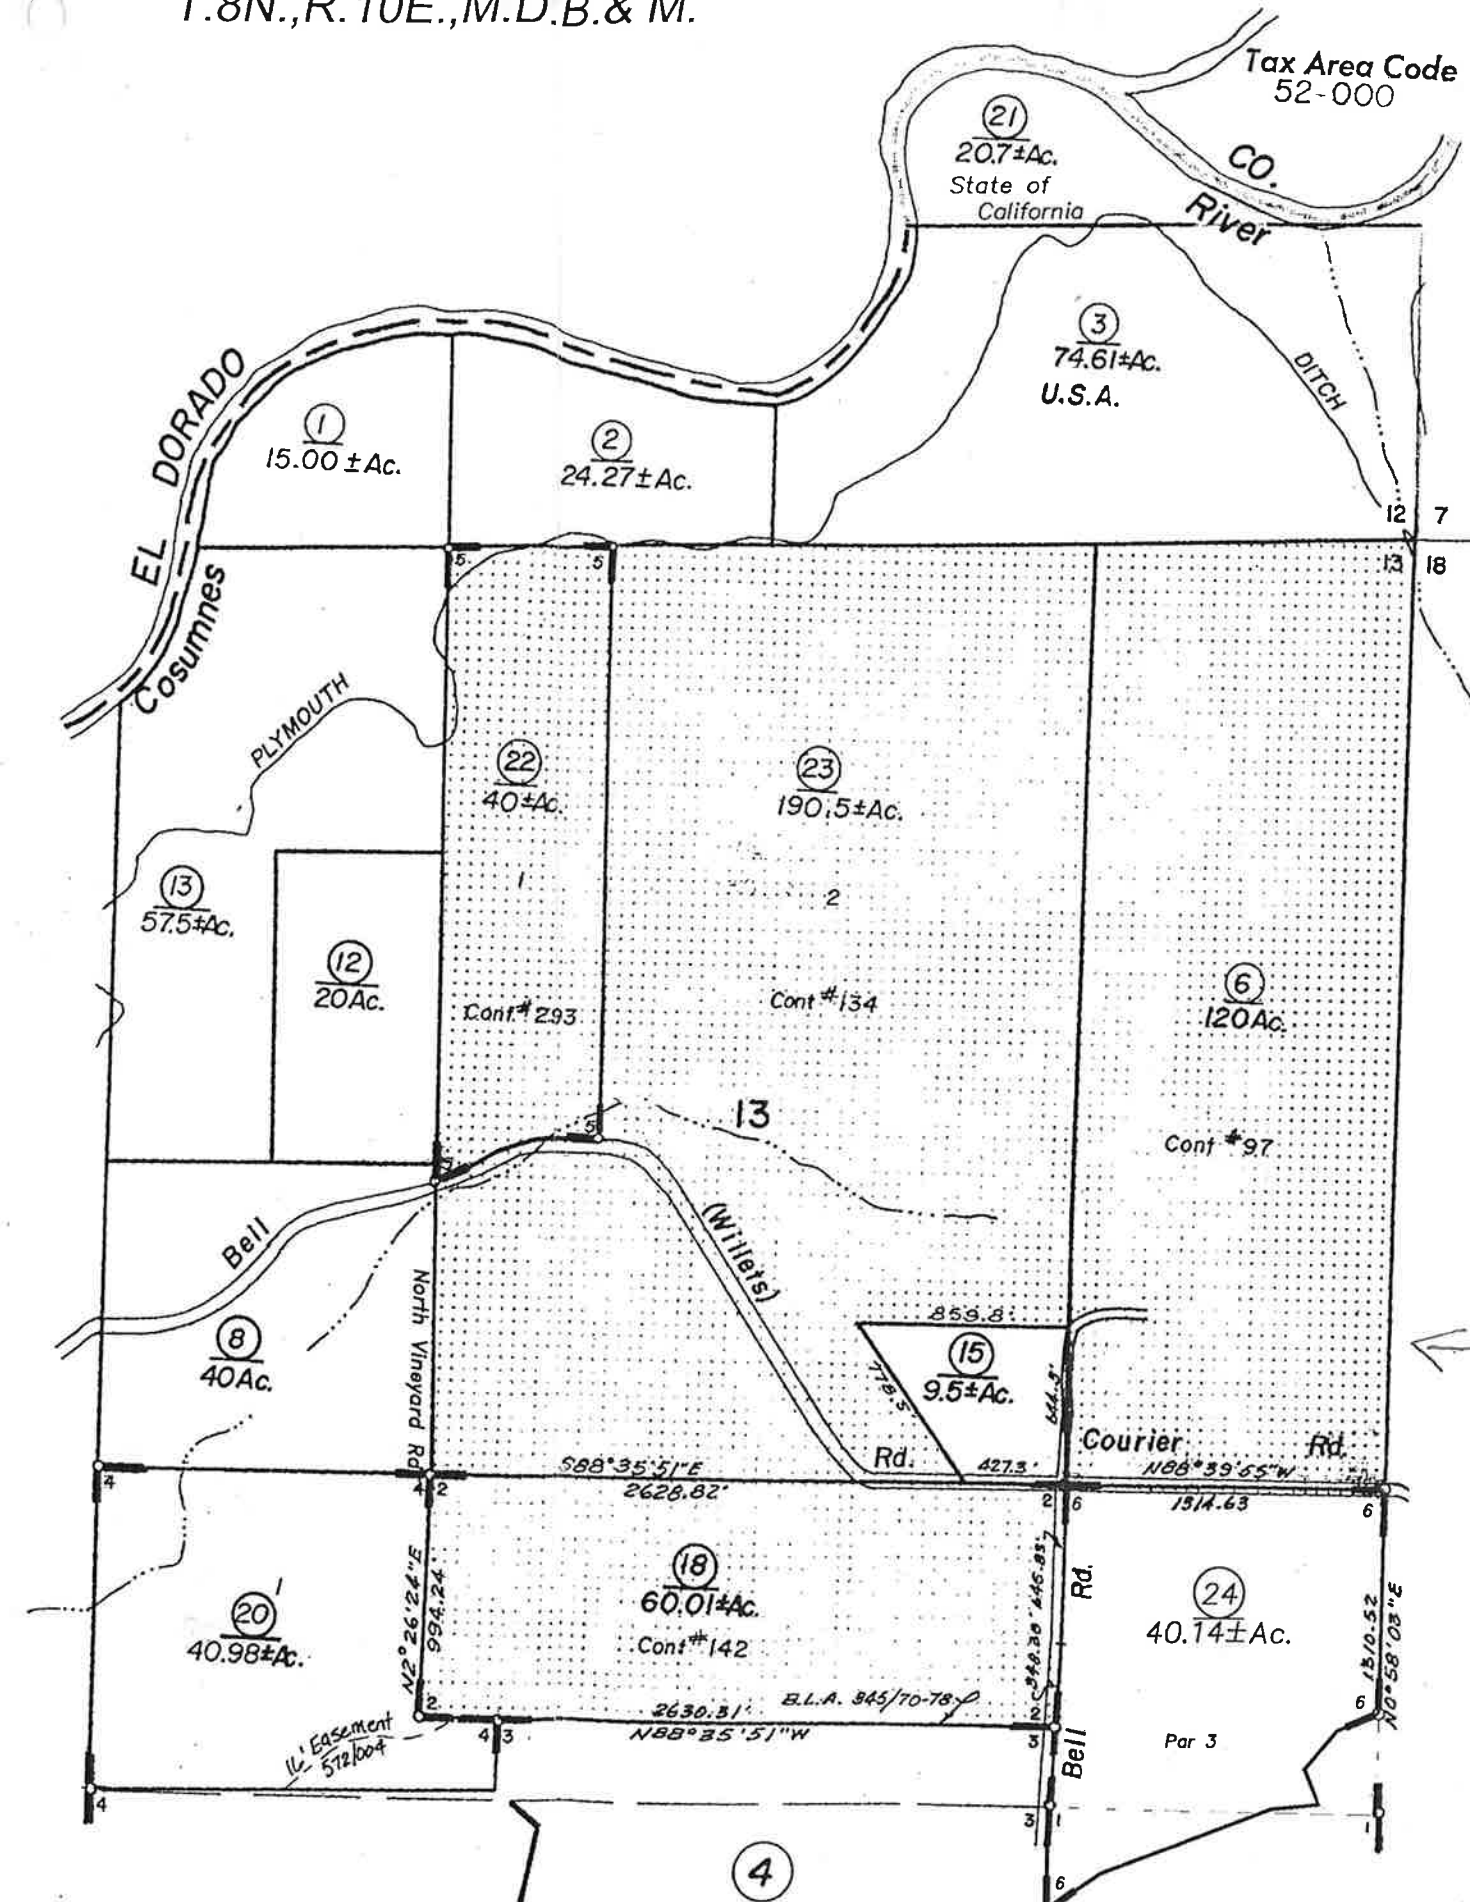 T.8N.,R.10E.,M.D.B.& M.
Tax Area Code
52-000
21
20.7±Ac.
State of
California
CO.
River
3
74.61±Ac.
U.S.A.
DITCH
EL DORADO
Cosumnes
1
15.00±Ac.
2
24.27±Ac.
12 7
13 18
5
5
PLYMOUTH
22
40±Ac.
1
23
190.5±Ac.
2
13
57.5±Ac.
12
20Ac.
Cont.#293
Cont#134
6
120Ac.
13
Cont#97
5
Bell
(Willets)
North Vineyard Rd
8
40Ac.
859.8'
15
9.5±Ac.
778.5'
Rd.
427.3'
Courier Rd.
4
4 2
S88°35'51"E
2628.82'
N88°39'55"W
1314.63
2 6
6
20
1
40.98±Ac.
N2°26'24"E
994.24'
18
60.01±Ac.
Cont#142
Rd.
24
40.14±Ac.
1310.52
N0°58'03"E
2
2630.31'
N88°35'51"W
B.L.A. 345/70-78
2
3
4 3
16' Easement
572/004
Bell
Par 3
6
4
3 1
1
4
6